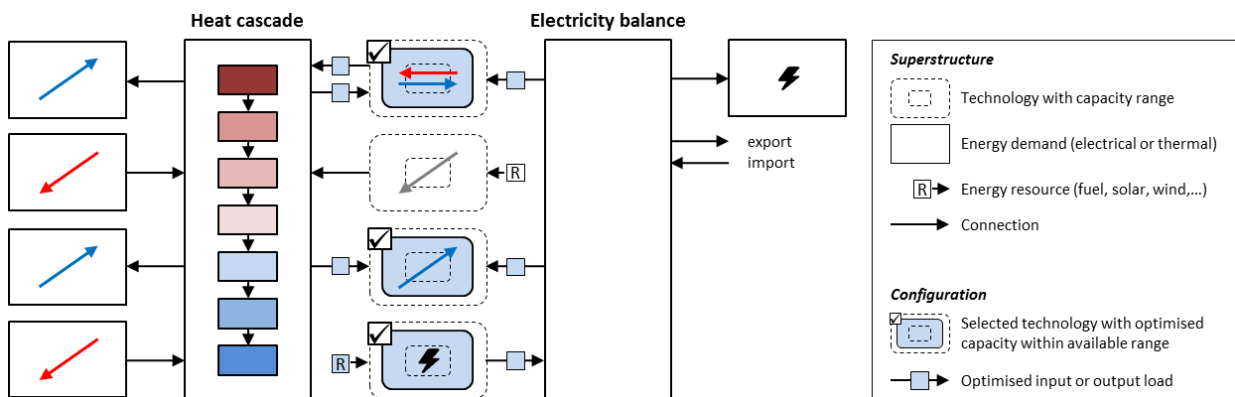 Heat cascade
Electricity balance
export
import
R
R
Superstructure
Technology with capacity range
Energy demand (electrical or thermal)
R
Energy resource (fuel, solar, wind,...)
Connection
Configuration
Selected technology with optimised
capacity within available range
Optimised input or output load